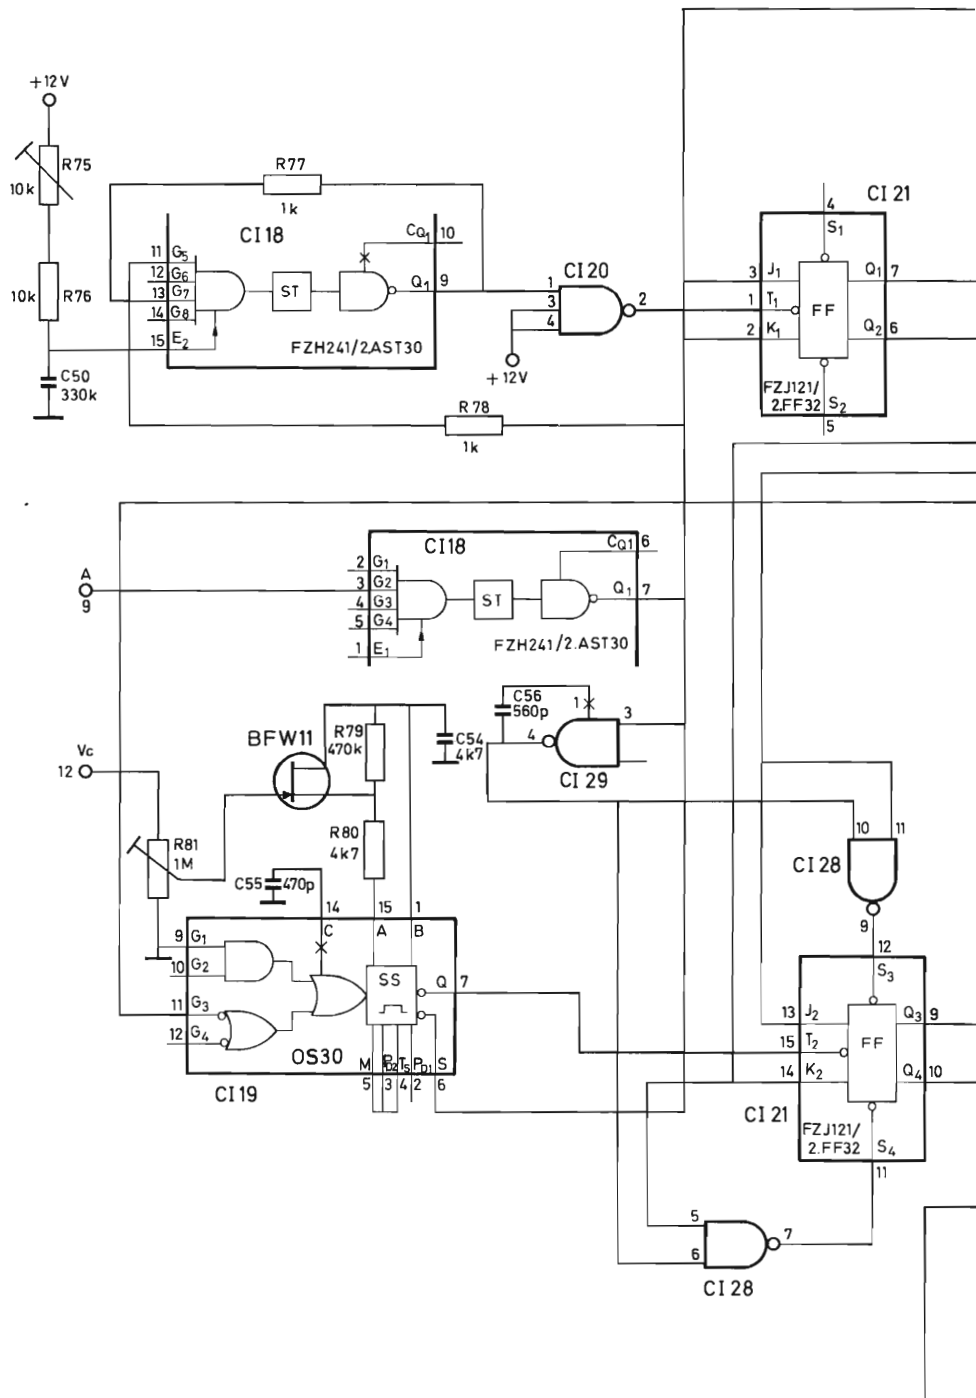 +12V
R75
10k
R77
1k
CI18
CQ1 10
11 G5
12 G6
13 G7
14 G8
15 E2
ST
Q1 9
FZH241/2.AST30
10k R76
C50
330k
R78
1k
CI20
1
3
4
2
+12V
CI 21
4
S1
3 J1
1 T1
2 K1
FF
Q1 7
Q2 6
FZJ121/
2.FF32
S2
5
A
9
CI18
CQ1 6
2 G1
3 G2
4 G3
5 G4
1 E1
ST
Q1 7
FZH241/2.AST30
BFW11
R79
470k
C54
4k7
C56
560p
1
3
4
CI 29
Vc
12
R81
1M
R80
4k7
C55 470p
14 15 1
C A B
9 G1
10 G2
11 G3
12 G4
SS
Q 7
OS30
M PD2 TS PD1 S
5 3 4 2 6
CI19
10 11
CI 28
9
12
S3
13 J2
15 T2
14 K2
FF
Q3 9
Q4 10
CI 21
FZJ121/
2.FF32
S4
11
5
6
7
CI 28